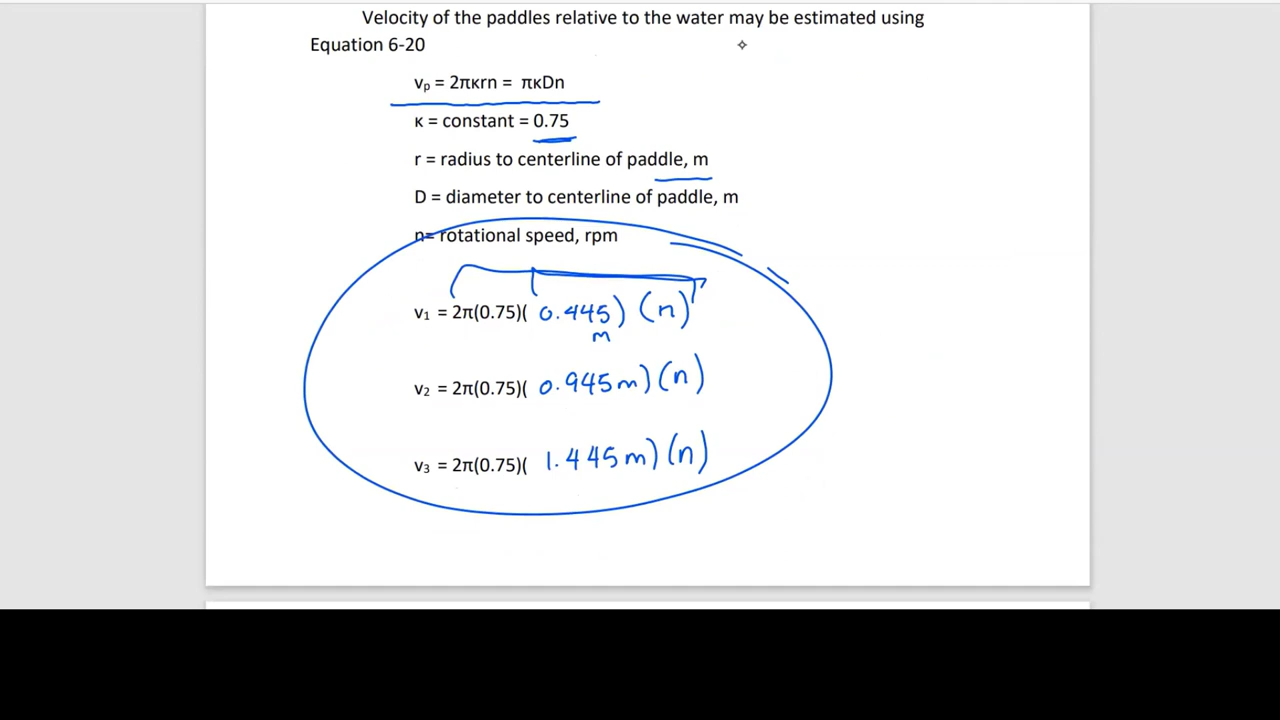 Velocity of the paddles relative to the water may be estimated using
Equation 6-20
vₚ = 2πκrn = πκDn
κ = constant = 0.75
r = radius to centerline of paddle, m
D = diameter to centerline of paddle, m
n= rotational speed, rpm
v₁ = 2π(0.75)( 0.445) (n)
m
v₂ = 2π(0.75)( 0.945m) (n)
v₃ = 2π(0.75)( 1.445m) (n)